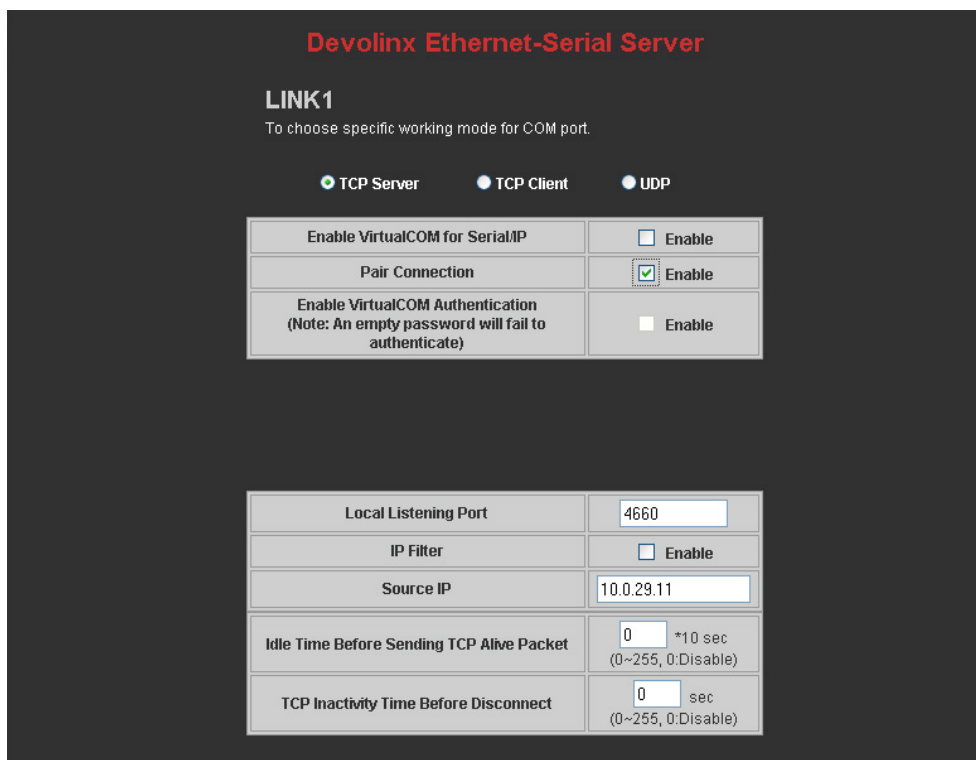 Devolinx Ethernet-Serial Server
LINK1
To choose specific working mode for COM port.
TCP Server TCP Client UDP
Enable VirtualCOM for Serial/IP Enable
Pair Connection Enable
Enable VirtualCOM Authentication
(Note: An empty password will fail to
authenticate)
Enable
Local Listening Port 4660
IP Filter Enable
Source IP 10.0.29.11
Idle Time Before Sending TCP Alive Packet 0 *10 sec
(0~255, 0:Disable)
TCP Inactivity Time Before Disconnect 0 sec
(0~255, 0:Disable)